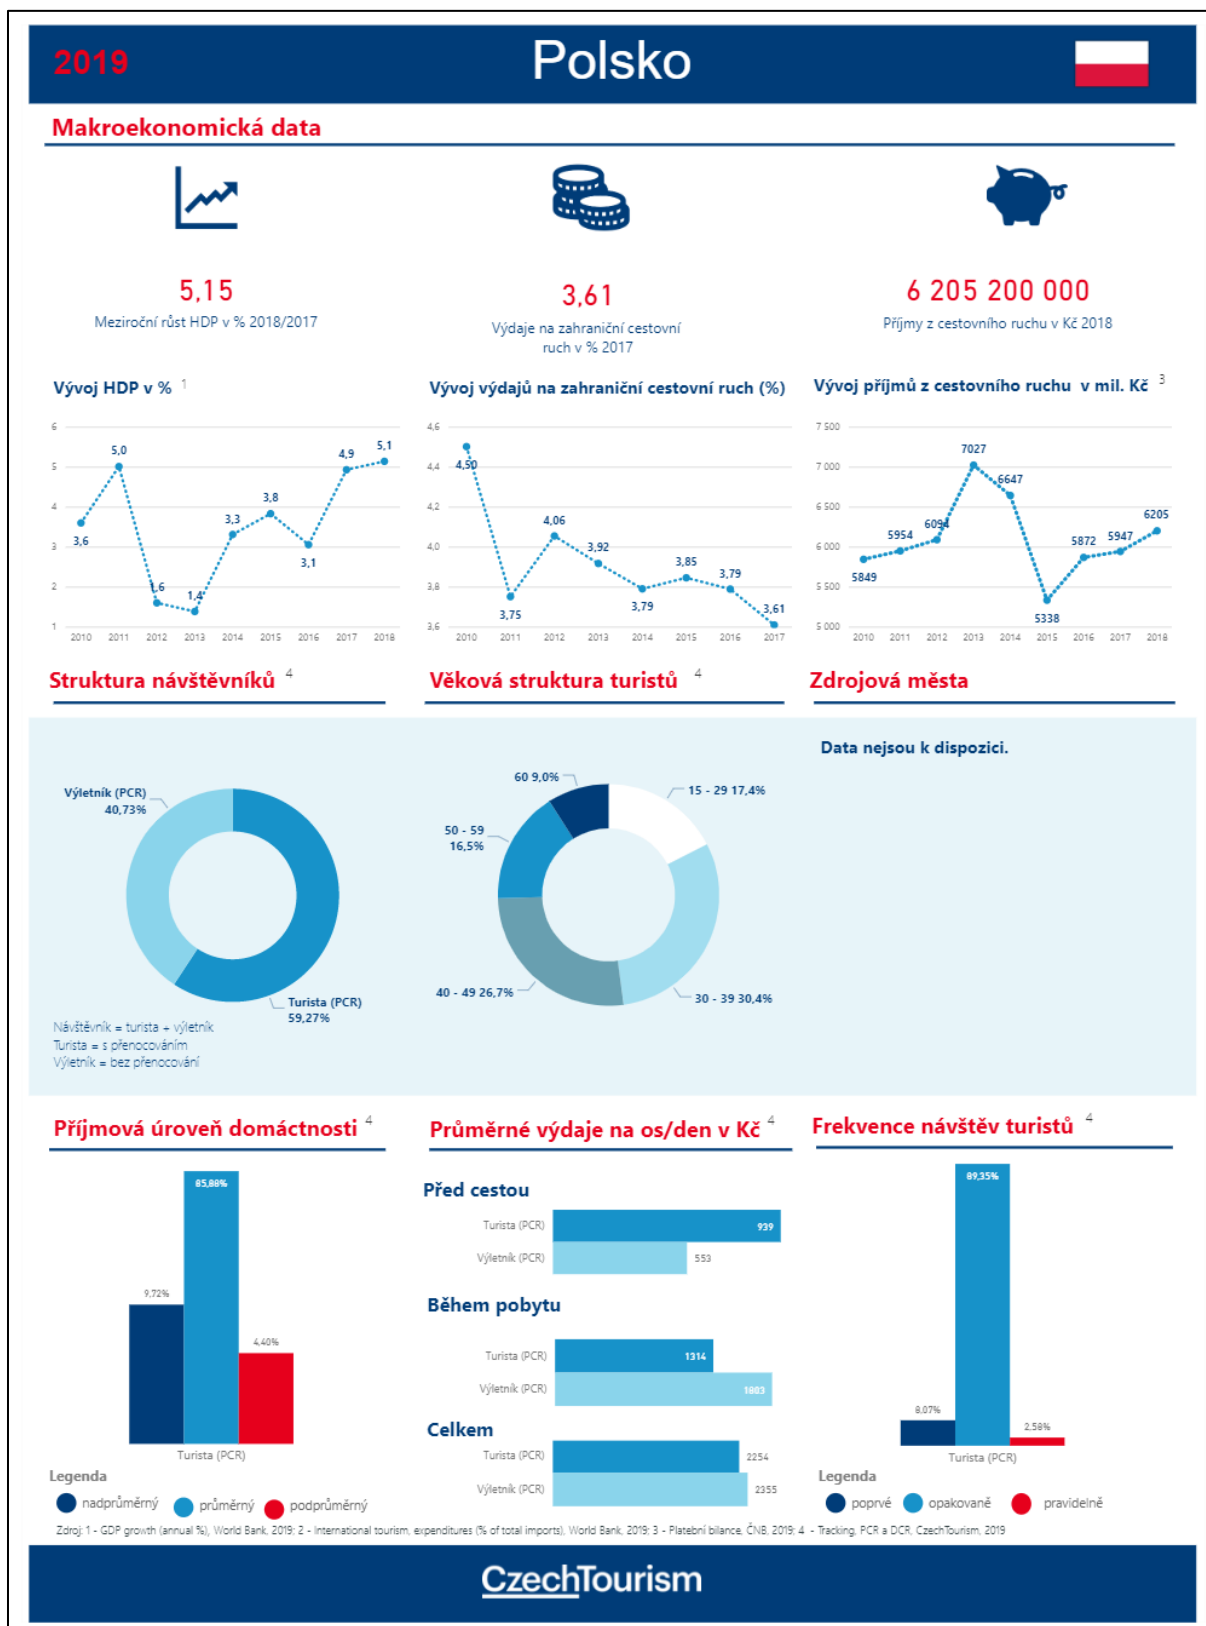 2019
Polsko
Makroekonomická data
5,15
Meziroční růst HDP v % 2018/2017
3,61
Výdaje na zahraniční cestovní
ruch v % 2017
6 205 200 000
Příjmy z cestovního ruchu v Kč 2018
Vývoj HDP v % 1
6
5
4
3
2
1
3,6
5,0
1,6
1,4
3,3
3,8
3,1
4,9
5,1
2010 2011 2012 2013 2014 2015 2016 2017 2018
Vývoj výdajů na zahraniční cestovní ruch (%)
4,6
4,4
4,2
4,0
3,8
3,6
4,50
3,75
4,06
3,92
3,79
3,85
3,79
3,61
2010 2011 2012 2013 2014 2015 2016 2017
Vývoj příjmů z cestovního ruchu v mil. Kč 3
7 500
7 000
6 500
6 000
5 500
5 000
5849
5954
6094
7027
6647
5338
5872
5947
6205
2010 2011 2012 2013 2014 2015 2016 2017 2018
Struktura návštěvníků 4
Výletník (PCR)
40,73%
Turista (PCR)
59,27%
Návštěvník = turista + výletník
Turista = s přenocováním
Výletník = bez přenocování
Věková struktura turistů 4
60 9,0%
15 - 29 17,4%
50 - 59
16,5%
40 - 49 26,7%
30 - 39 30,4%
Zdrojová města
Data nejsou k dispozici.
Příjmová úroveň domáctnosti 4
9,72%
85,88%
4,40%
Turista (PCR)
Legenda
nadprůměrný průměrný podprůměrný
Průměrné výdaje na os/den v Kč 4
Před cestou
Turista (PCR) 939
Výletník (PCR) 553
Během pobytu
Turista (PCR) 1314
Výletník (PCR) 1803
Celkem
Turista (PCR) 2254
Výletník (PCR) 2355
Frekvence návštěv turistů 4
8,07%
89,35%
2,58%
Turista (PCR)
Legenda
poprvé opakovaně pravidelně
Zdroj: 1 - GDP growth (annual %), World Bank, 2019; 2 - International tourism, expenditures (% of total imports), World Bank, 2019; 3 - Platební bilance, ČNB, 2019; 4 - Tracking, PCR a DCR, CzechTourism, 2019
CzechTourism